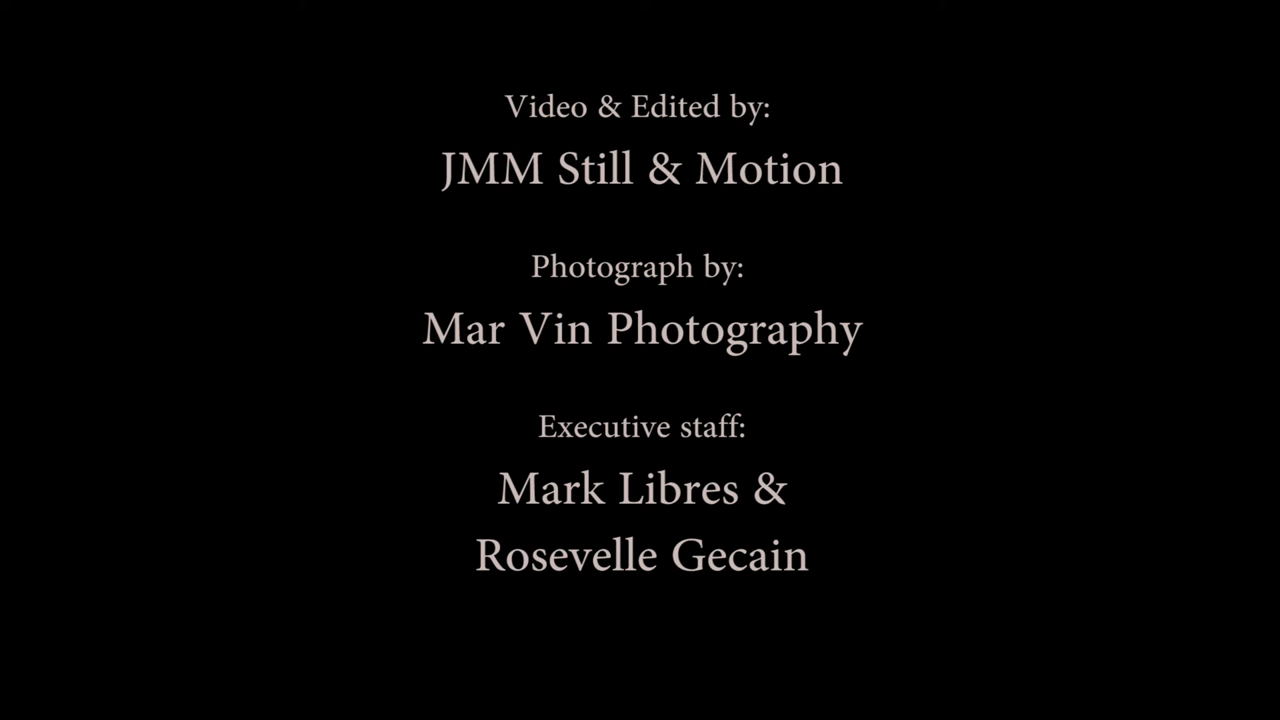 Video & Edited by:
JMM Still & Motion
Photograph by:
Mar Vin Photography
Executive staff:
Mark Libres &
Rosevelle Gecain